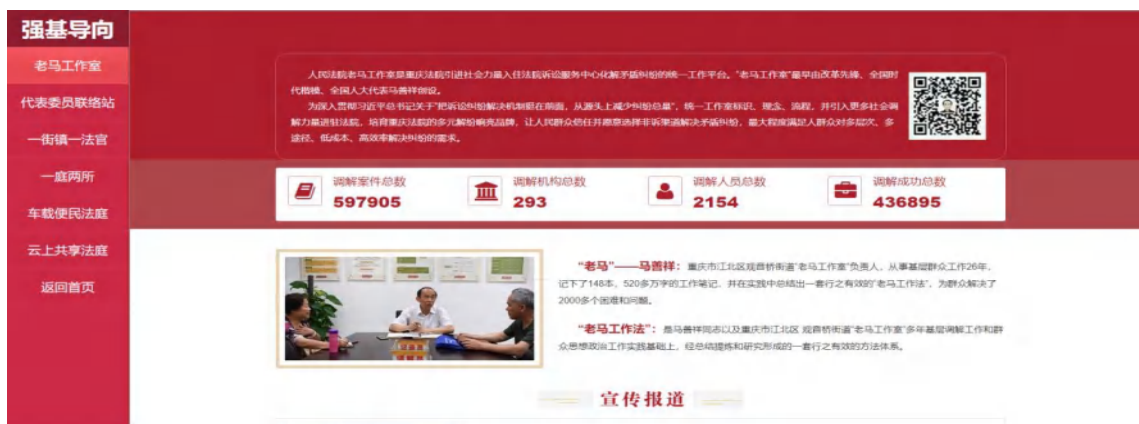 强基导向
老马工作室
代表委员联络站
一街镇一法官
一庭两所
车载便民法庭
云上共享法庭
返回首页
人民法院老马工作室是重庆法院引进社会力量入住法院诉讼服务中心化解矛盾纠纷的统一工作平台。“老马工作室”最早由改革先锋、全国时
代楷模、全国人大代表马善祥创设。
为深入贯彻习近平总书记关于“把诉讼纠纷解决机制挺在前面，从源头上减少纠纷总量”，统一工作室标识、理念、流程，并引入更多社会调
解力量进驻法院，培育重庆法院的多元解纷响亮品牌，让人民群众信任并愿意选择非诉渠道解决矛盾纠纷，最大程度满足人群众对多层次、多
途径、低成本、高效率解决纠纷的需求。
调解案件总数
597905
调解机构总数
293
调解人员总数
2154
调解成功总数
436895
“老马”——马善祥：重庆市江北区观音桥街道“老马工作室”负责人，从事基层群众工作26年，
记下了148本，520多万字的工作笔记，并在实践中总结出一套行之有效的“老马工作法”，为群众解决了
2000多个困难和问题。
“老马工作法”：是马善祥同志以及重庆市江北区 观音桥街道“老马工作室”多年基层调解工作和群
众思想政治工作实践基础上，经总结提炼和研究形成的一套行之有效的方法体系。
宣传报道